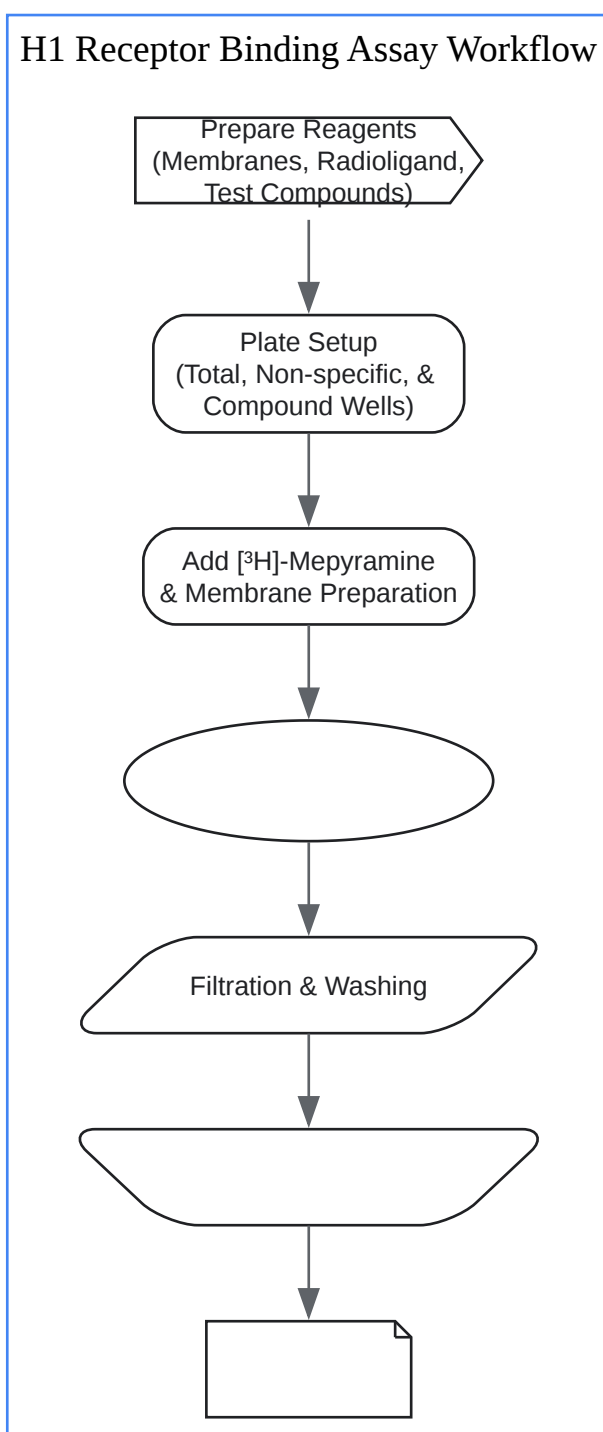 H1 Receptor Binding Assay Workflow
Prepare Reagents
(Membranes, Radioligand,
Test Compounds)
Plate Setup
(Total, Non-specific, &
Compound Wells)
Add [³H]-Mepyramine
& Membrane Preparation
Filtration & Washing